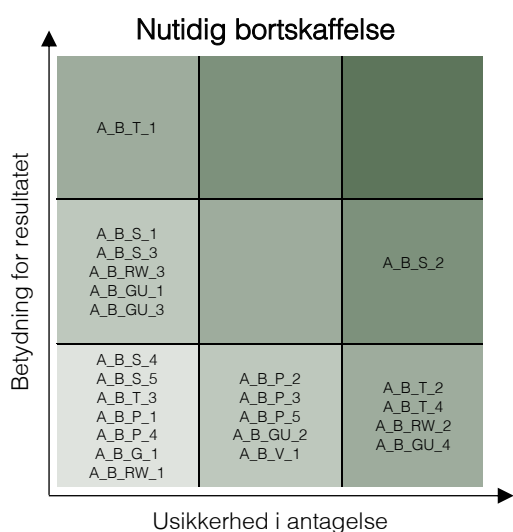 Nutidig bortskaffelse
Betydning for resultatet
A_B_T_1
A_B_S_1
A_B_S_3
A_B_RW_3
A_B_GU_1
A_B_GU_3
A_B_S_2
A_B_S_4
A_B_S_5
A_B_T_3
A_B_P_1
A_B_P_4
A_B_G_1
A_B_RW_1
A_B_P_2
A_B_P_3
A_B_P_5
A_B_GU_2
A_B_V_1
A_B_T_2
A_B_T_4
A_B_RW_2
A_B_GU_4
Usikkerhed i antagelse